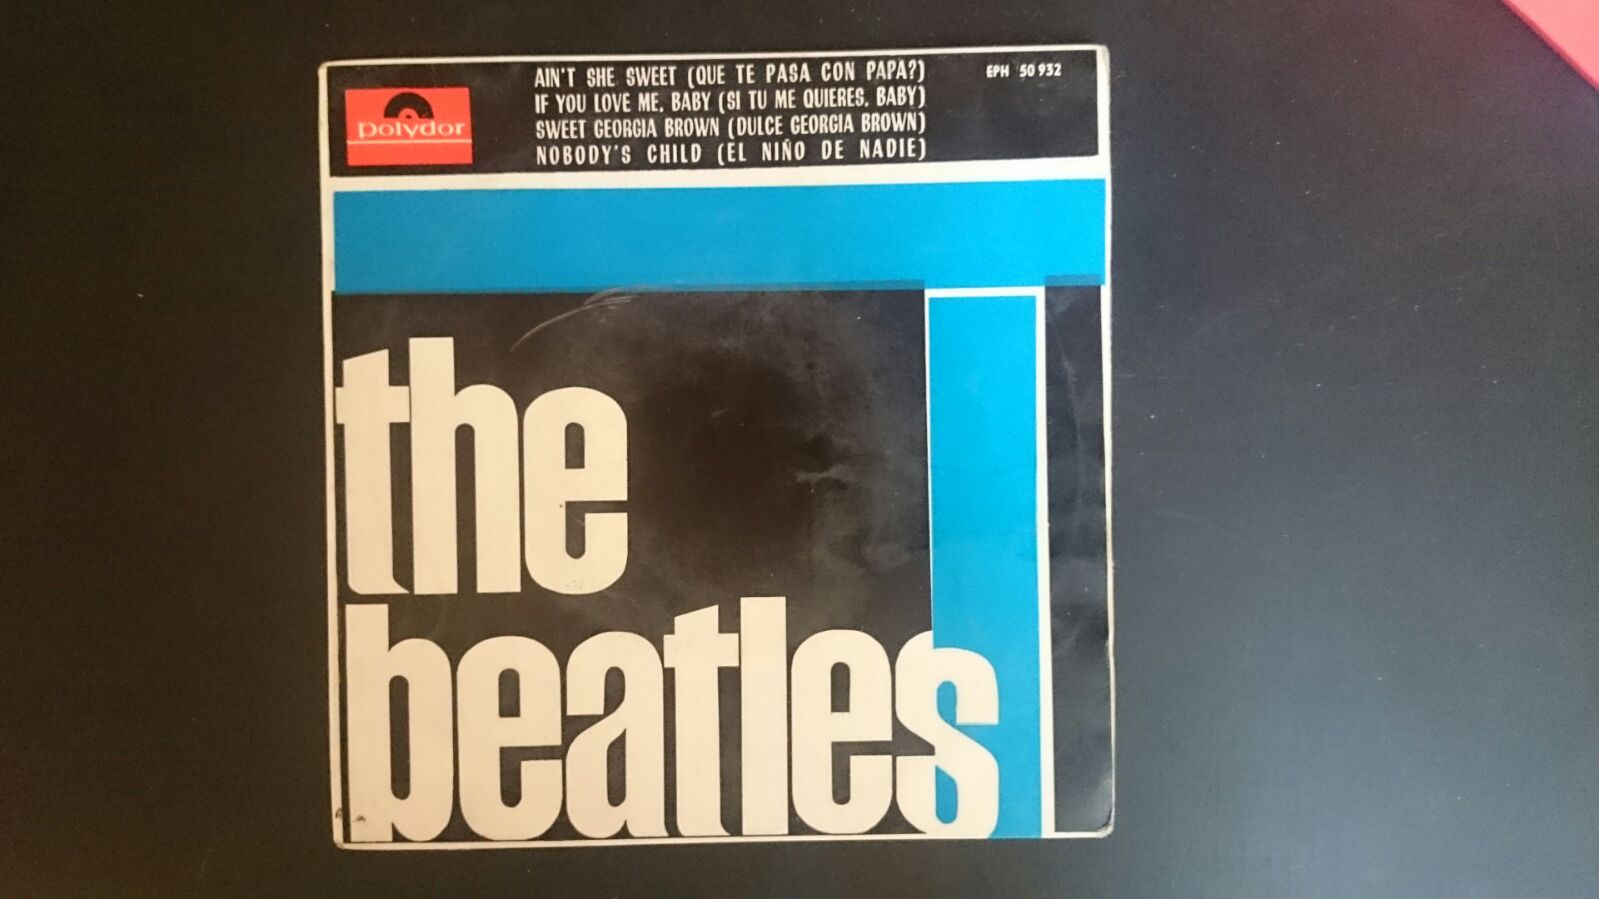 polydor
AIN'T SHE SWEET (QUE TE PASA CON PAPA?)
IF YOU LOVE ME, BABY (SI TU ME QUIERES, BABY)
SWEET GEORGIA BROWN (DULCE GEORGIA BROWN)
NOBODY'S CHILD (EL NIÑO DE NADIE)
EPH 50 932
the
beatles